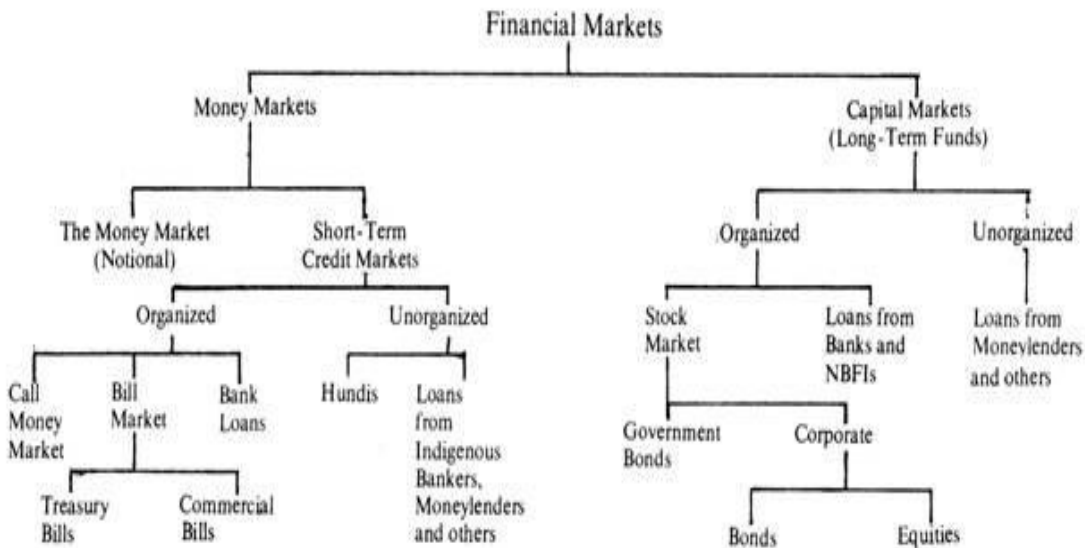 Financial Markets
Money Markets
Capital Markets
(Long-Term Funds)
The Money Market
(Notional)
Short-Term
Credit Markets
Organized
Unorganized
Organized
Unorganized
Stock
Market
Loans from
Banks and
NBFIs
Loans from
Moneylenders
and others
Call
Money
Market
Bill
Market
Bank
Loans
Hundis
Loans
from
Indigenous
Bankers,
Moneylenders
and others
Government
Bonds
Corporate
Treasury
Bills
Commercial
Bills
Bonds
Equities